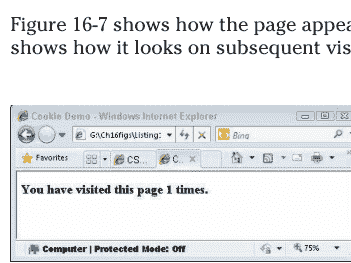 Figure 16-7 shows how the page appea
shows how it looks on subsequent vis
Cookie Demo - Windows Internet Explorer
G:\Ch16figs\Listing:
Bing
Favorites
CS...
C..
You have visited this page 1 times.
Computer | Protected Mode: Off
75%